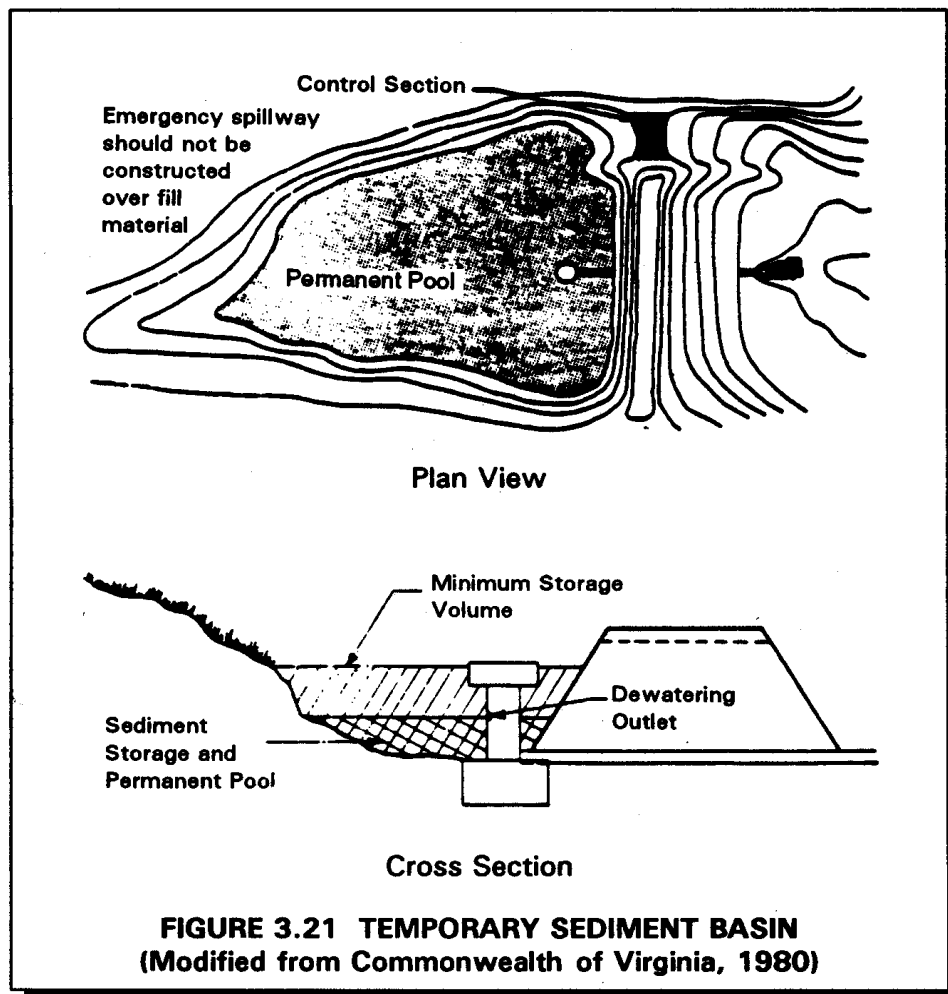 Control Section
Emergency spillway
should not be
constructed
over fill
material
Permanent Pool
Plan View
Minimum Storage
Volume
Dewatering
Outlet
Sediment
Storage and
Permanent Pool
Cross Section
FIGURE 3.21 TEMPORARY SEDIMENT BASIN
(Modified from Commonwealth of Virginia, 1980)